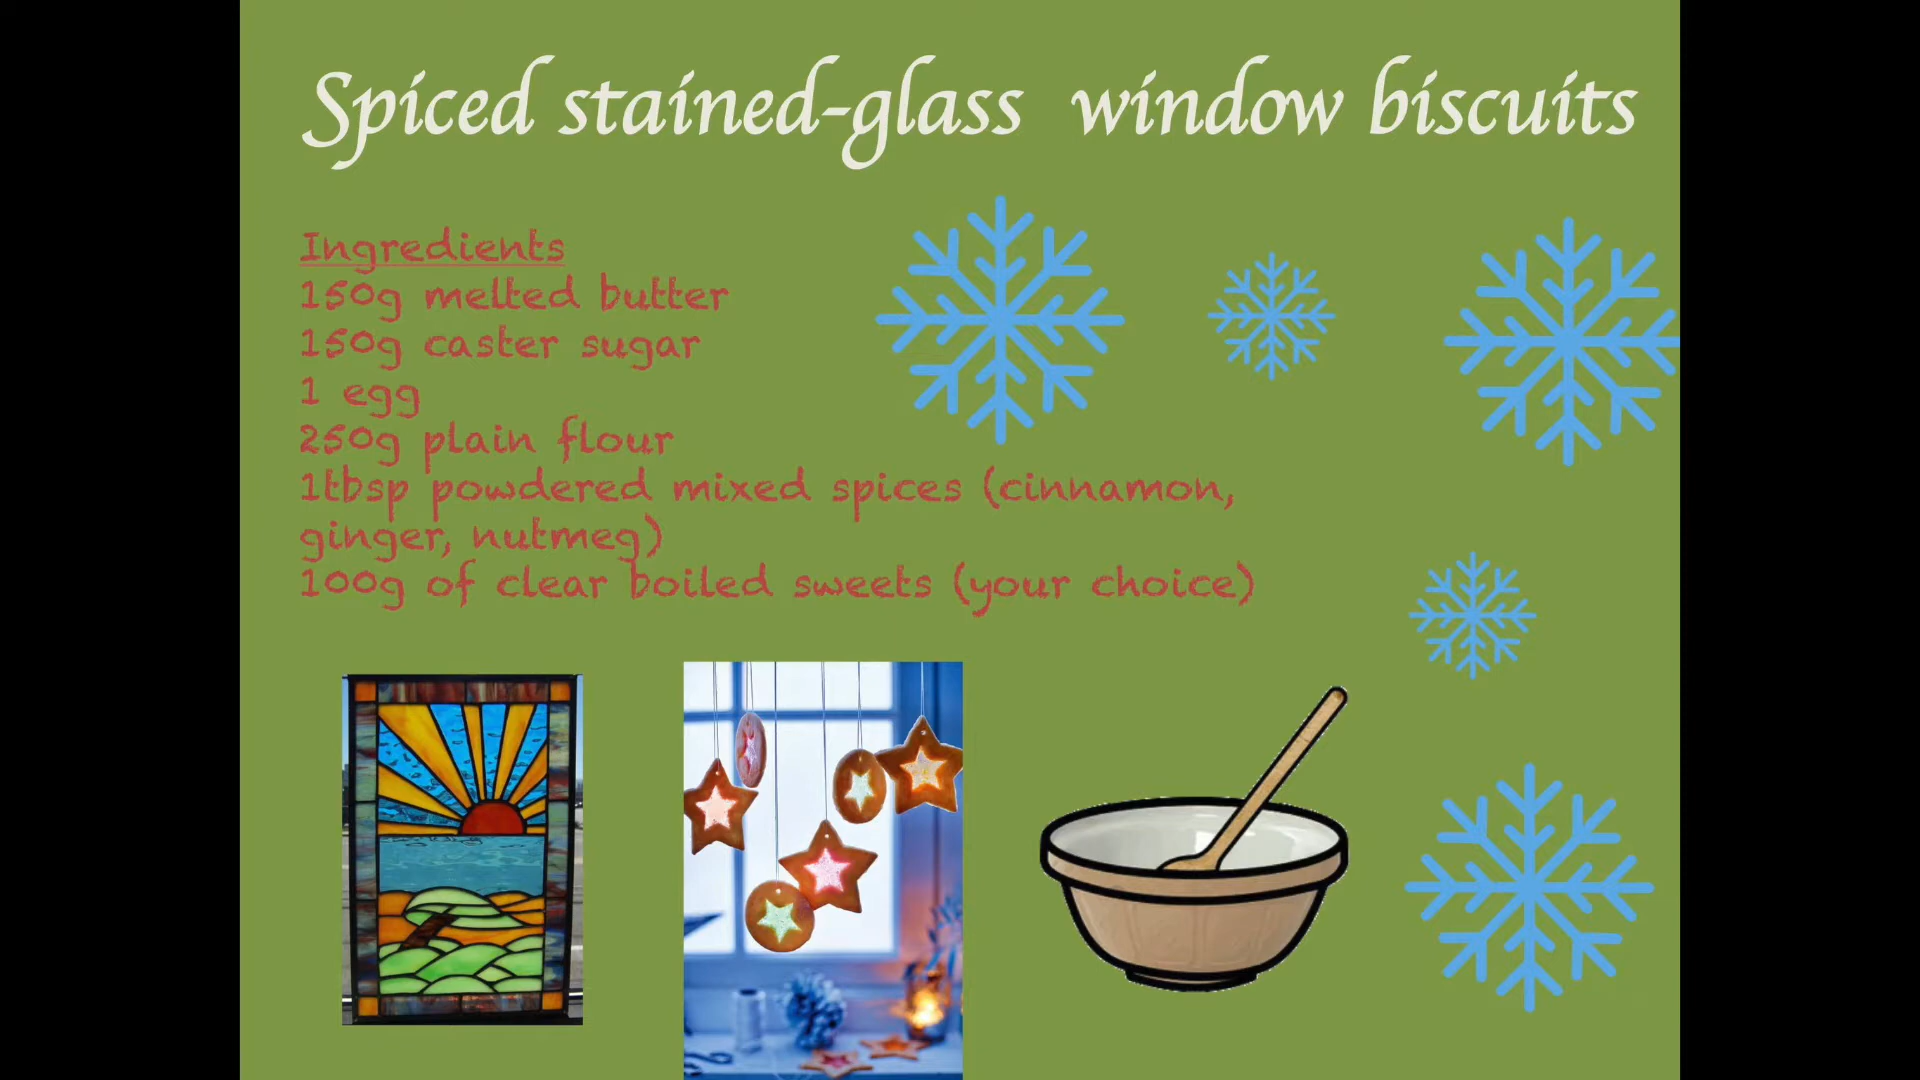 Spiced stained-glass window biscuits
Ingredients
150g melted butter
150g caster sugar
1 egg
250g plain flour
1tbsp powdered mixed spices (cinnamon,
ginger, nutmeg)
100g of clear boiled sweets (your choice)